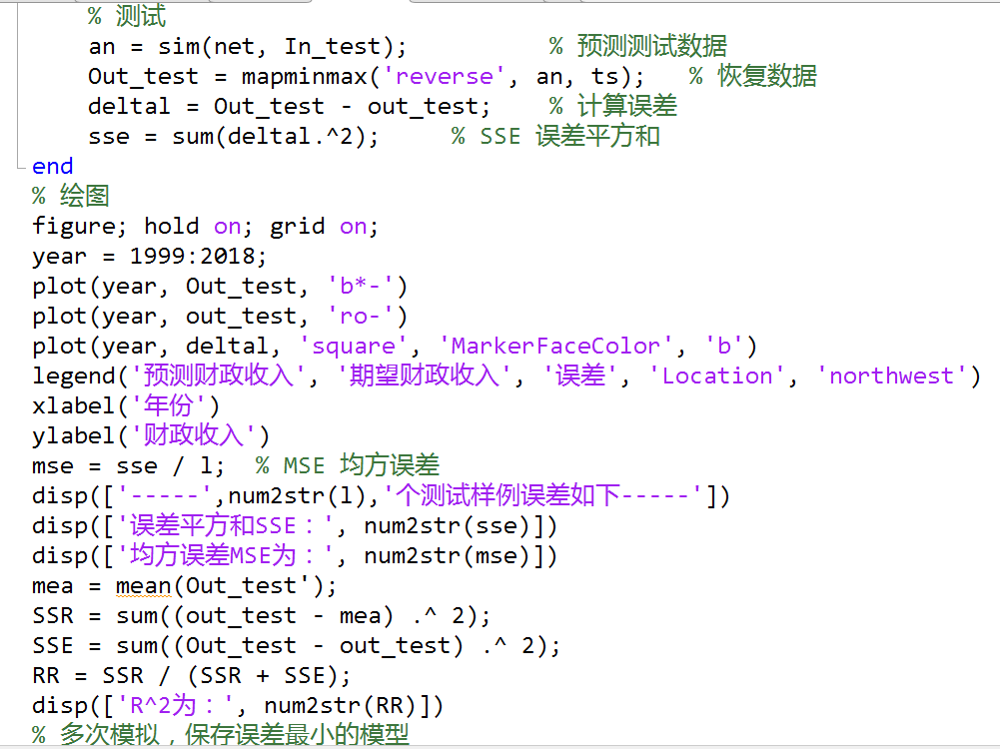 % 测试
an = sim(net, In_test);          % 预测测试数据
Out_test = mapminmax('reverse', an, ts);   % 恢复数据
deltal = Out_test - out_test;    % 计算误差
sse = sum(deltal.^2);     % SSE 误差平方和
end
% 绘图
figure; hold on; grid on;
year = 1999:2018;
plot(year, Out_test, 'b*-')
plot(year, out_test, 'ro-')
plot(year, deltal, 'square', 'MarkerFaceColor', 'b')
legend('预测财政收入', '期望财政收入', '误差', 'Location', 'northwest')
xlabel('年份')
ylabel('财政收入')
mse = sse / l;  % MSE 均方误差
disp(['-----',num2str(l),'个测试样例误差如下-----'])
disp(['误差平方和SSE：', num2str(sse)])
disp(['均方误差MSE为：', num2str(mse)])
mea = mean(Out_test');
SSR = sum((out_test - mea) .^ 2);
SSE = sum((Out_test - out_test) .^ 2);
RR = SSR / (SSR + SSE);
disp(['R^2为：', num2str(RR)])
% 多次模拟，保存误差最小的模型